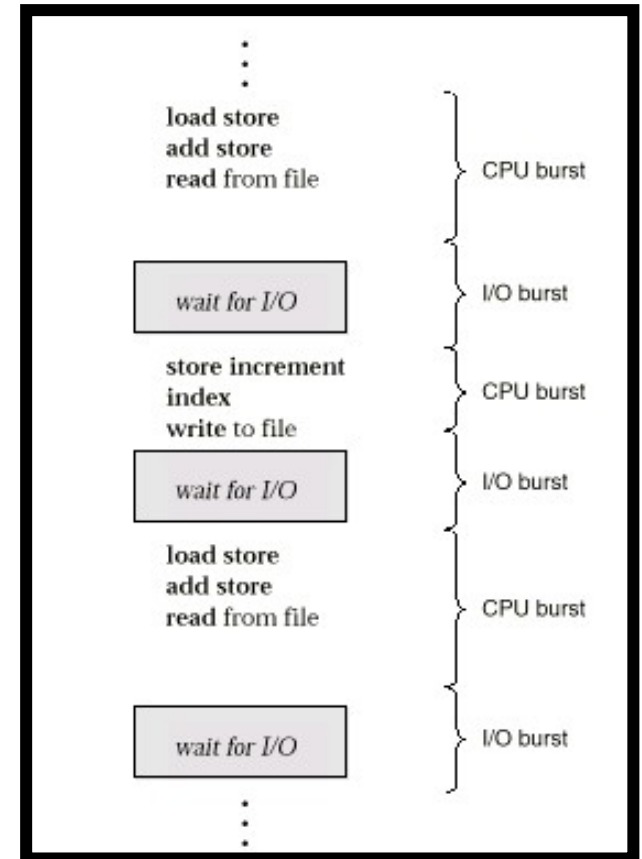 load store
add store
read from file
CPU burst
wait for I/O
I/O burst
store increment
index
write to file
CPU burst
wait for I/O
I/O burst
load store
add store
read from file
CPU burst
wait for I/O
I/O burst